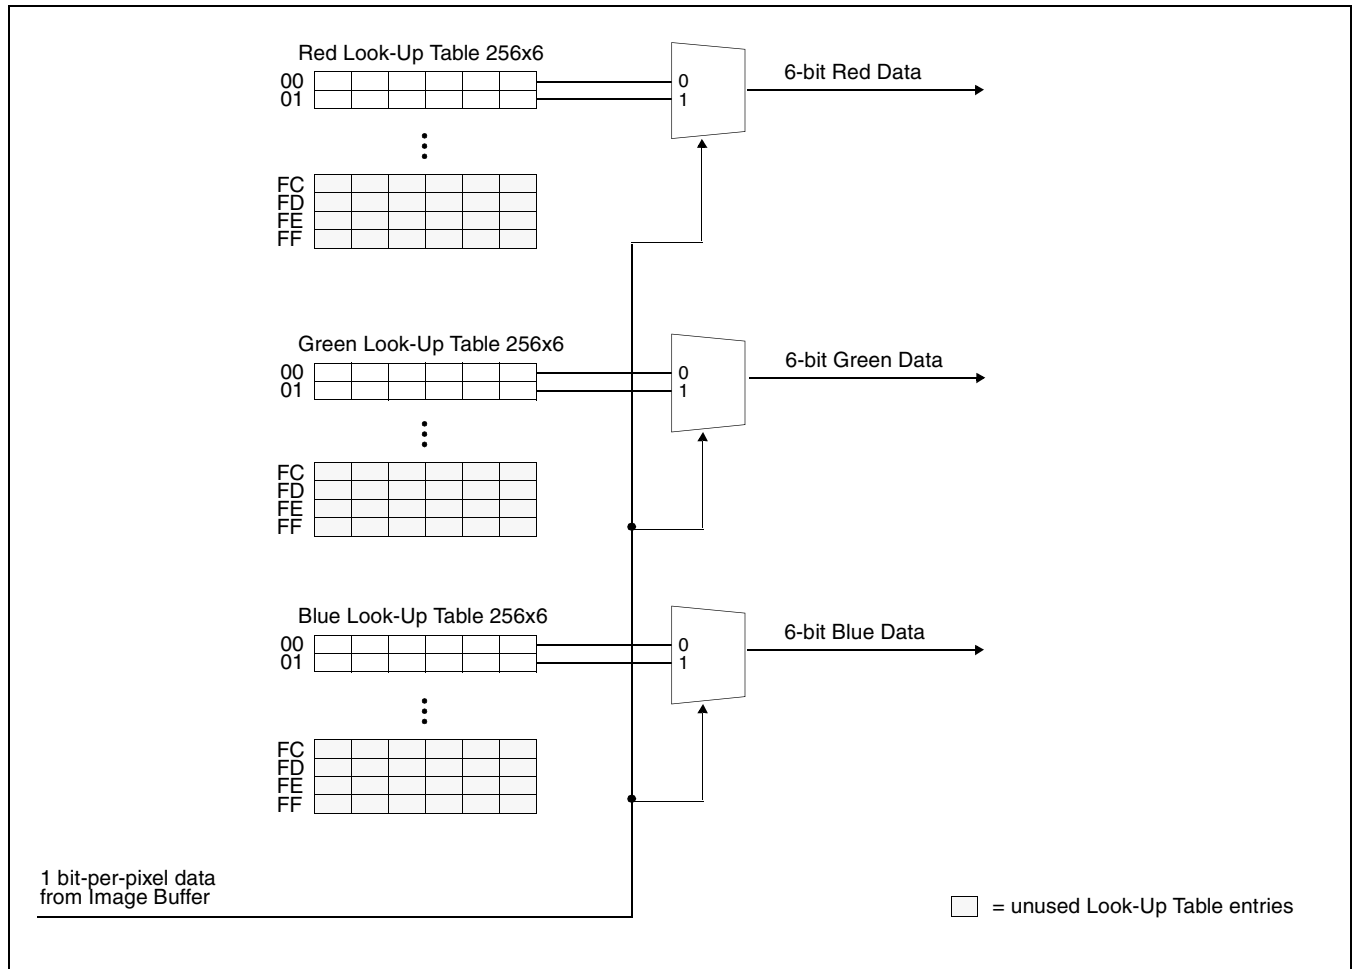 Red Look-Up Table 256x6
00
01
0
1
6-bit Red Data
FC
FD
FE
FF
Green Look-Up Table 256x6
00
01
0
1
6-bit Green Data
FC
FD
FE
FF
Blue Look-Up Table 256x6
00
01
0
1
6-bit Blue Data
FC
FD
FE
FF
1 bit-per-pixel data
from Image Buffer
= unused Look-Up Table entries